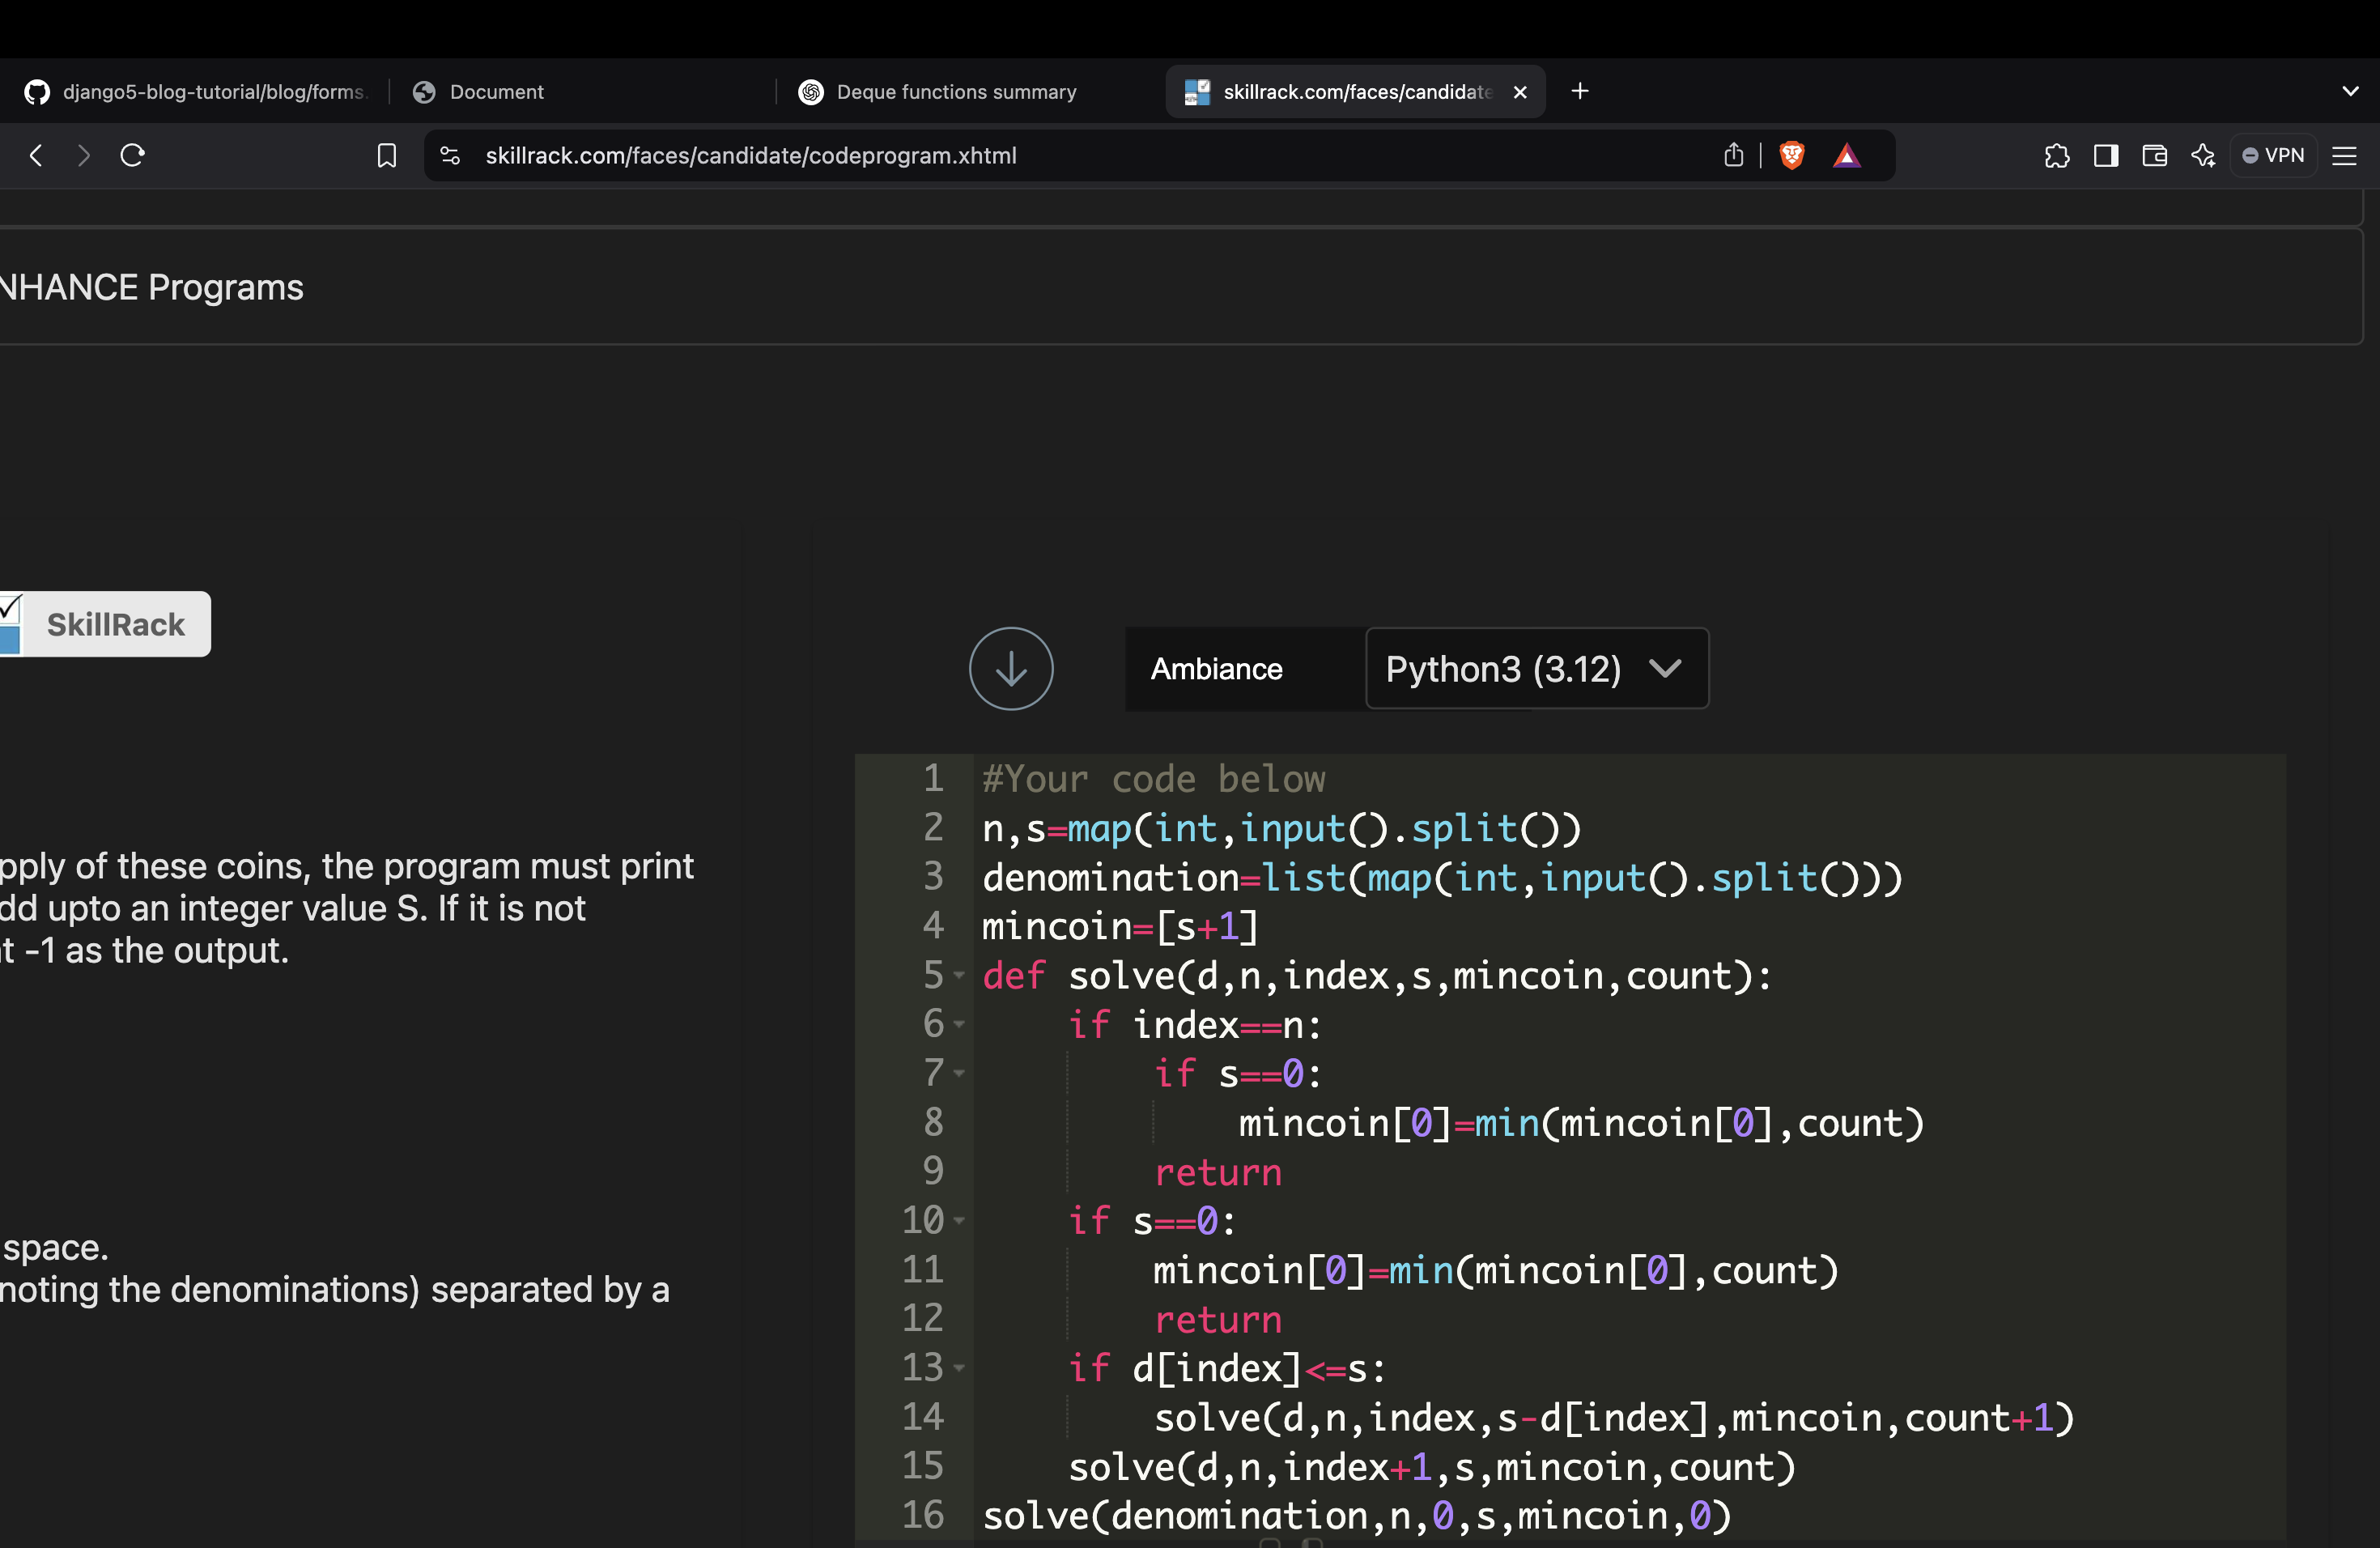 django5-blog-tutorial/blog/forms.
Document
Deque functions summary
skillrack.com/faces/candidate
skillrack.com/faces/candidate/codeprogram.xhtml
VPN
NHANCE Programs
SkillRack
Ambiance
Python3 (3.12)
pply of these coins, the program must print
dd upto an integer value S. If it is not
t -1 as the output.
space.
noting the denominations) separated by a
1 #Your code below
2 n,s=map(int,input().split())
3 denomination=list(map(int,input().split()))
4 mincoin=[s+1]
5 def solve(d,n,index,s,mincoin,count):
6     if index==n:
7         if s==0:
8             mincoin[0]=min(mincoin[0],count)
9         return
10     if s==0:
11         mincoin[0]=min(mincoin[0],count)
12         return
13     if d[index]<=s:
14         solve(d,n,index,s-d[index],mincoin,count+1)
15     solve(d,n,index+1,s,mincoin,count)
16 solve(denomination,n,0,s,mincoin,0)